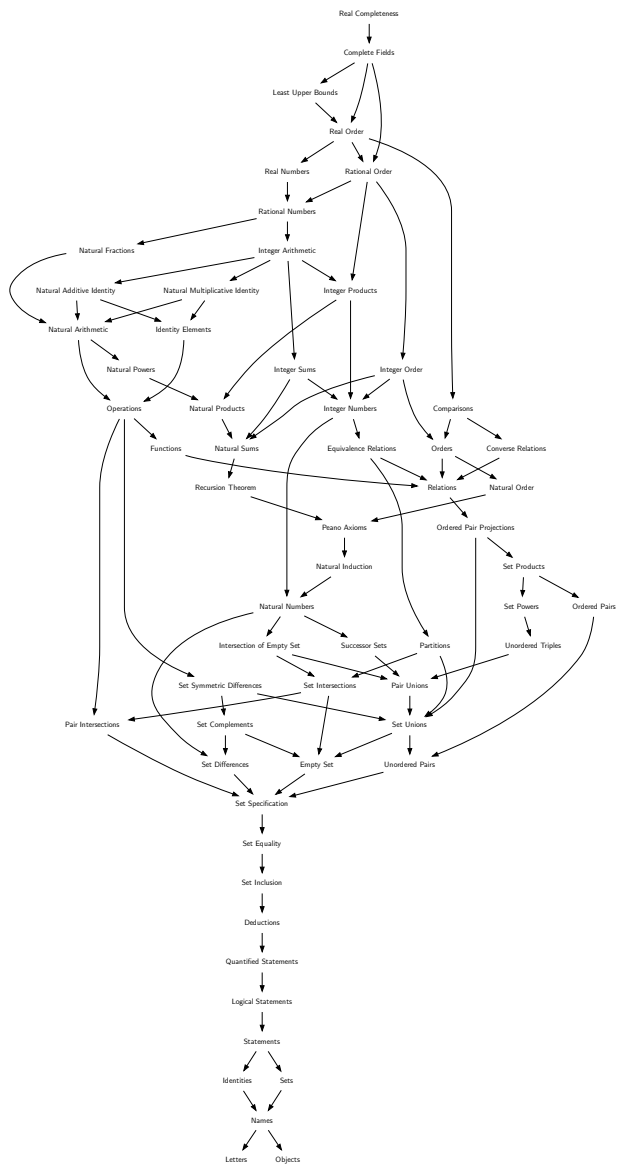 Real Completeness
Complete Fields
Least Upper Bounds
Real Order
Real Numbers
Rational Order
Rational Numbers
Natural Fractions
Integer Arithmetic
Natural Additive Identity
Natural Multiplicative Identity
Integer Products
Natural Arithmetic
Identity Elements
Natural Powers
Integer Sums
Integer Order
Operations
Natural Products
Integer Numbers
Comparisons
Functions
Natural Sums
Equivalence Relations
Orders
Converse Relations
Recursion Theorem
Relations
Natural Order
Peano Axioms
Ordered Pair Projections
Natural Induction
Set Products
Natural Numbers
Set Powers
Ordered Pairs
Intersection of Empty Set
Successor Sets
Partitions
Unordered Triples
Set Symmetric Differences
Set Intersections
Pair Unions
Pair Intersections
Set Complements
Set Unions
Set Differences
Empty Set
Unordered Pairs
Set Specification
Set Equality
Set Inclusion
Deductions
Quantified Statements
Logical Statements
Statements
Identities
Sets
Names
Letters
Objects